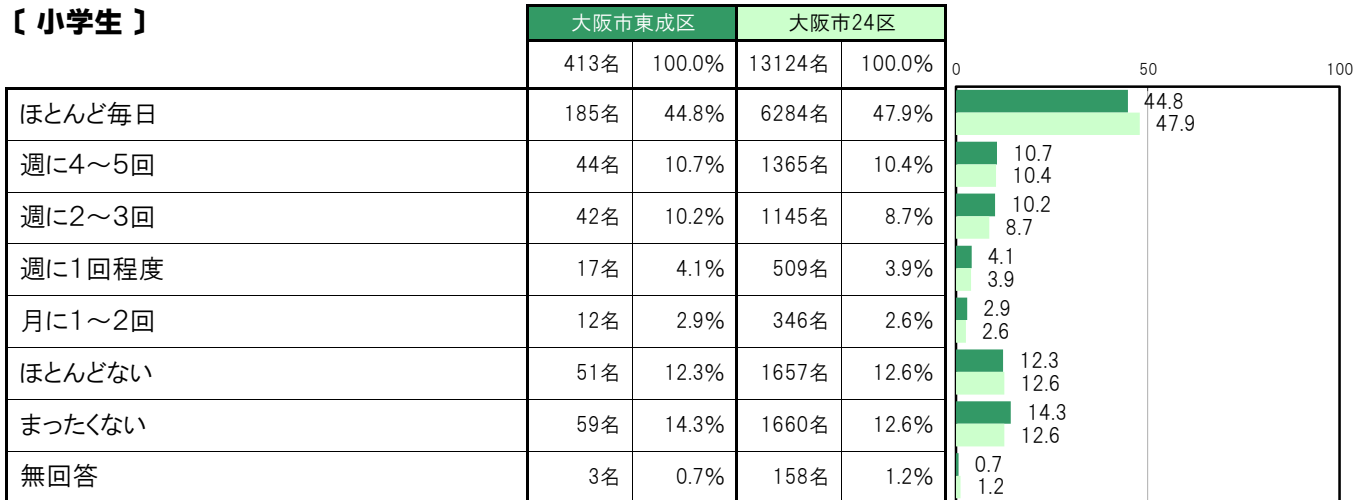 〔 小学生 〕
大阪市東成区 大阪市24区
413名 100.0% 13124名 100.0%
0 50 100
ほとんど毎日 185名 44.8% 6284名 47.9% 44.8
47.9
週に4～5回 44名 10.7% 1365名 10.4% 10.7
10.4
週に2～3回 42名 10.2% 1145名 8.7% 10.2
8.7
週に1回程度 17名 4.1% 509名 3.9% 4.1
3.9
月に1～2回 12名 2.9% 346名 2.6% 2.9
2.6
ほとんどない 51名 12.3% 1657名 12.6% 12.3
12.6
まったくない 59名 14.3% 1660名 12.6% 14.3
12.6
無回答 3名 0.7% 158名 1.2% 0.7
1.2